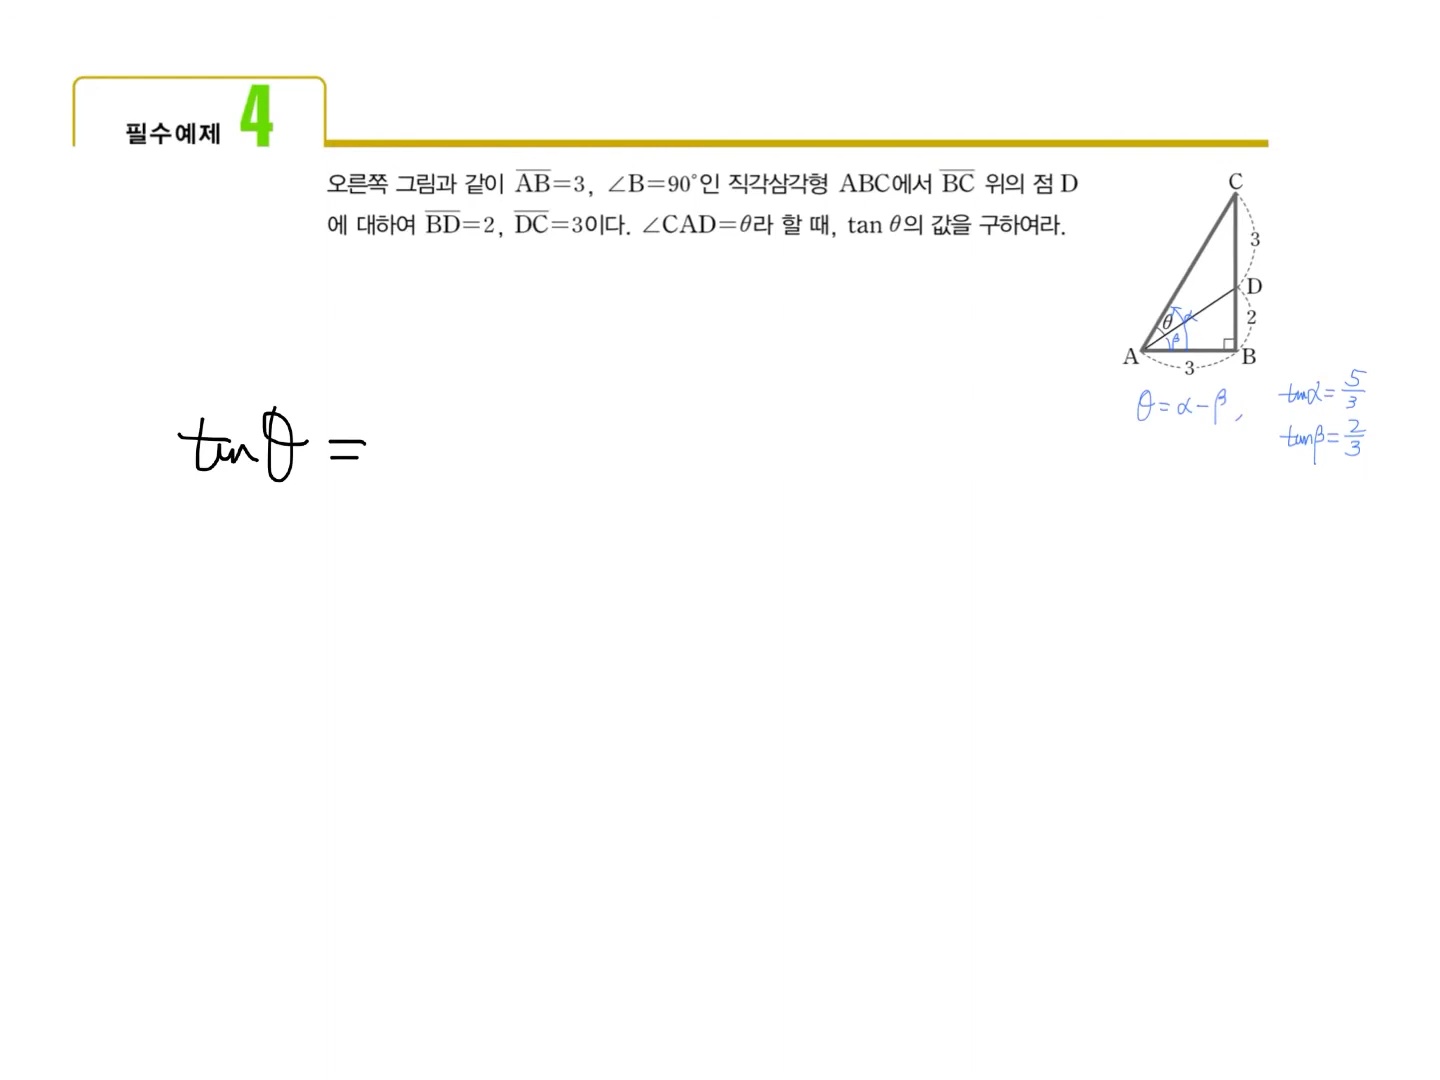 필수예제 4
오른쪽 그림과 같이 AB=3, ∠B=90°인 직각삼각형 ABC에서 BC 위의 점 D
에 대하여 BD=2, DC=3이다. ∠CAD=θ라 할 때, tan θ의 값을 구하여라.
C
3
D
θ α
2
β
A
B
3
θ=α-β, tanα=5/3
tanβ=2/3
tanθ=